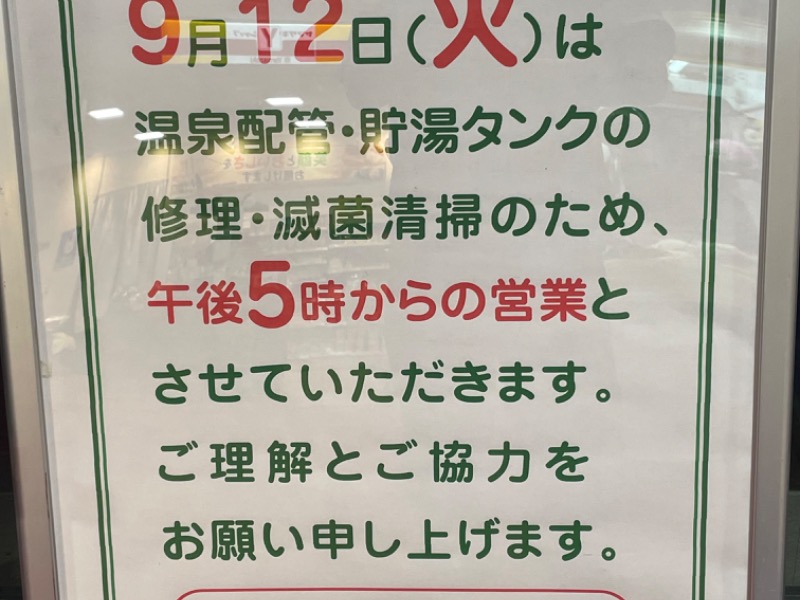 9月12日(火)は
温泉配管・貯湯タンクの
修理・滅菌清掃のため、
午後5時からの営業と
させていただきます。
ご理解とご協力を
お願い申し上げます。